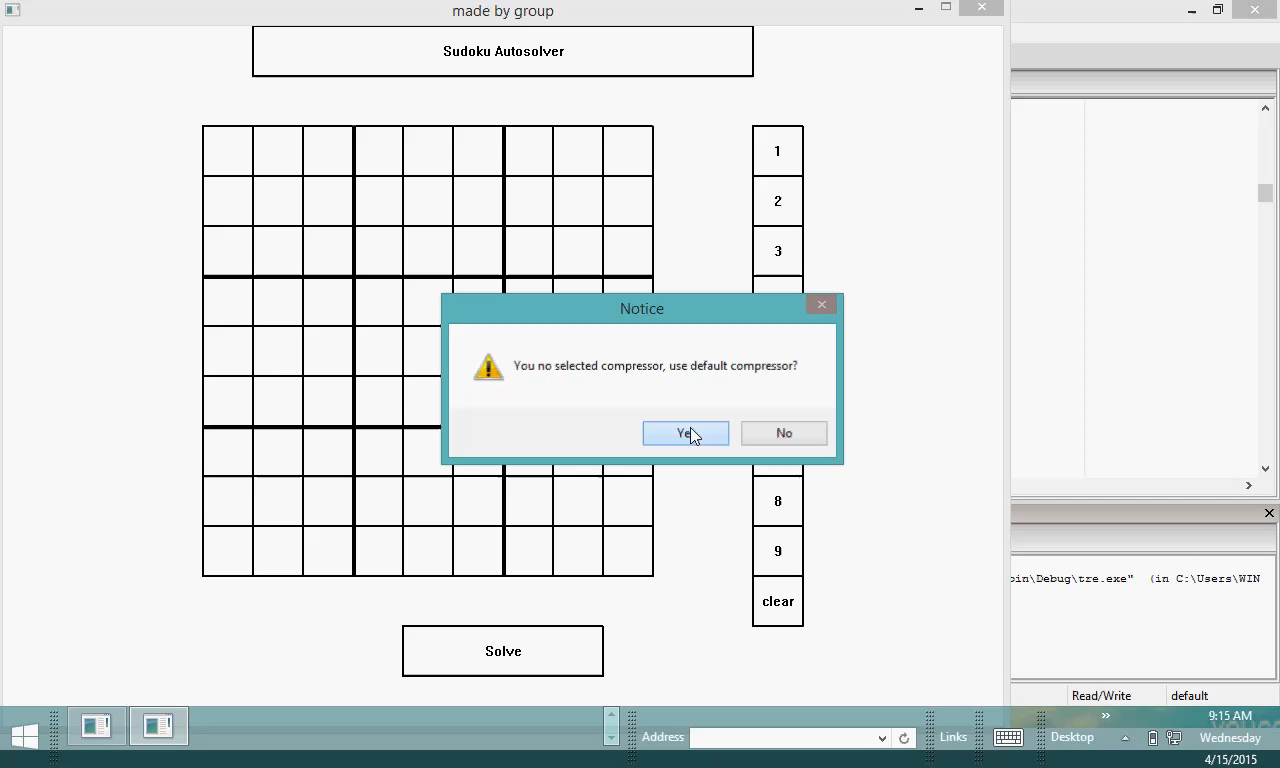 made by group
Sudoku Autosolver
1
2
3
Notice
You no selected compressor, use default compressor?
Yes
No
8
9
clear
Solve
bin\Debug\tre.exe" (in C:\Users\WIN
Read/Write default
Address
Links
Desktop
9:15 AM
Wednesday
4/15/2015